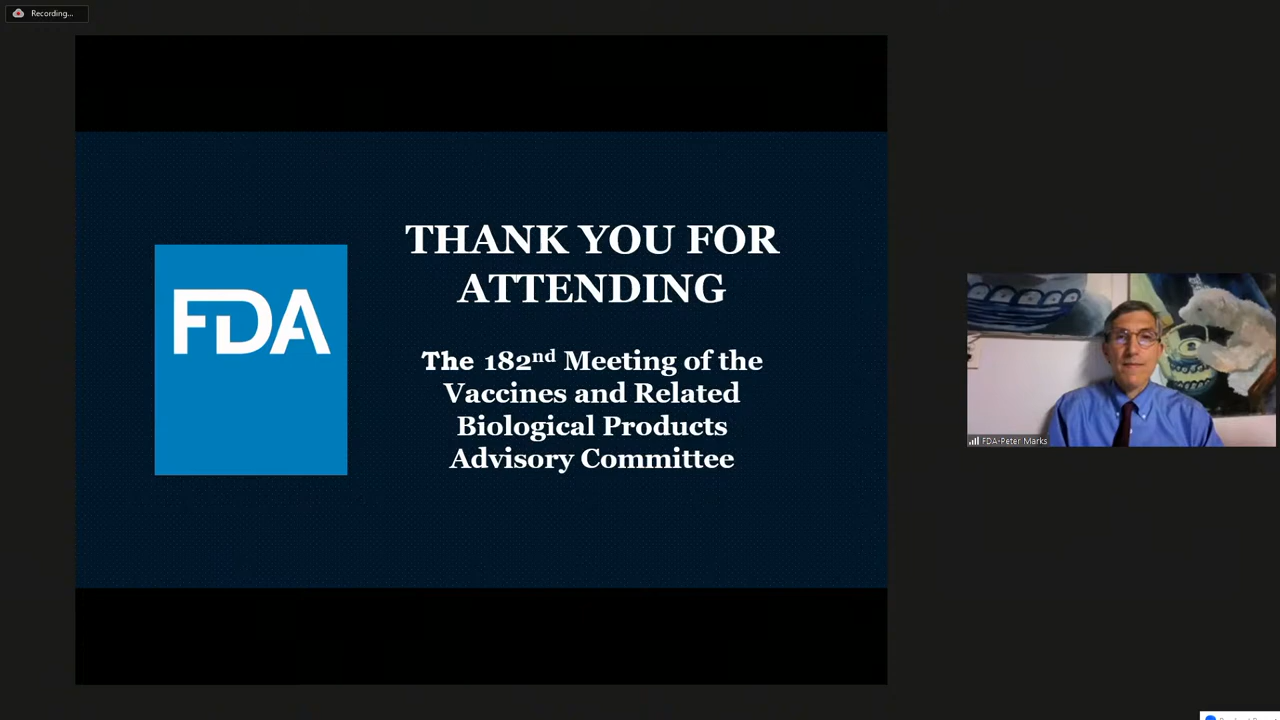 Recording...
THANK YOU FOR
ATTENDING
FDA
The 182nd Meeting of the
Vaccines and Related
Biological Products
Advisory Committee
FDA-Peter Marks